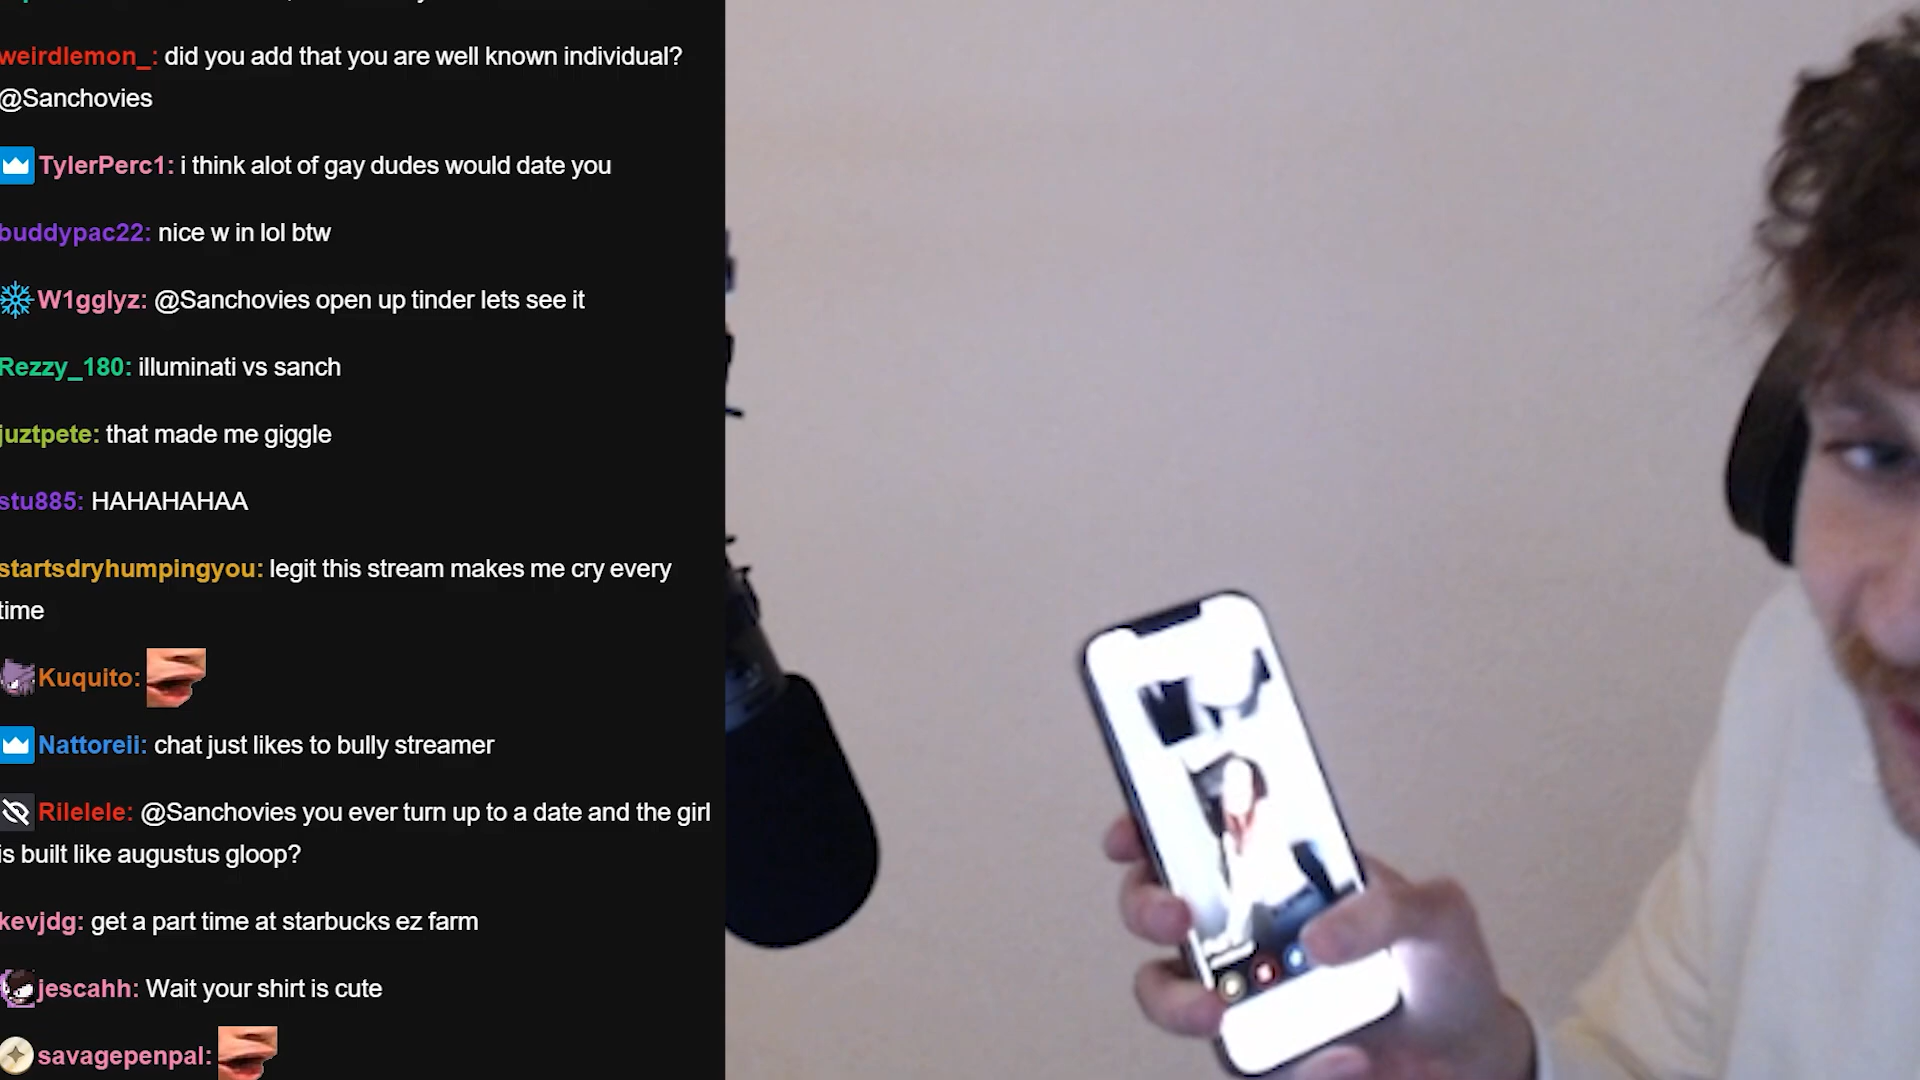 weirdlemon_: did you add that you are well known individual?
@Sanchovies
TylerPerc1: i think alot of gay dudes would date you
buddypac22: nice w in lol btw
W1gglyz: @Sanchovies open up tinder lets see it
Rezzy_180: illuminati vs sanch
juztpete: that made me giggle
stu885: HAHAHAHAA
startsdryhumpingyou: legit this stream makes me cry every
time
Kuquito:
Nattoreii: chat just likes to bully streamer
Rilelele: @Sanchovies you ever turn up to a date and the girl
is built like augustus gloop?
kevjdg: get a part time at starbucks ez farm
jescahh: Wait your shirt is cute
savagepenpal: